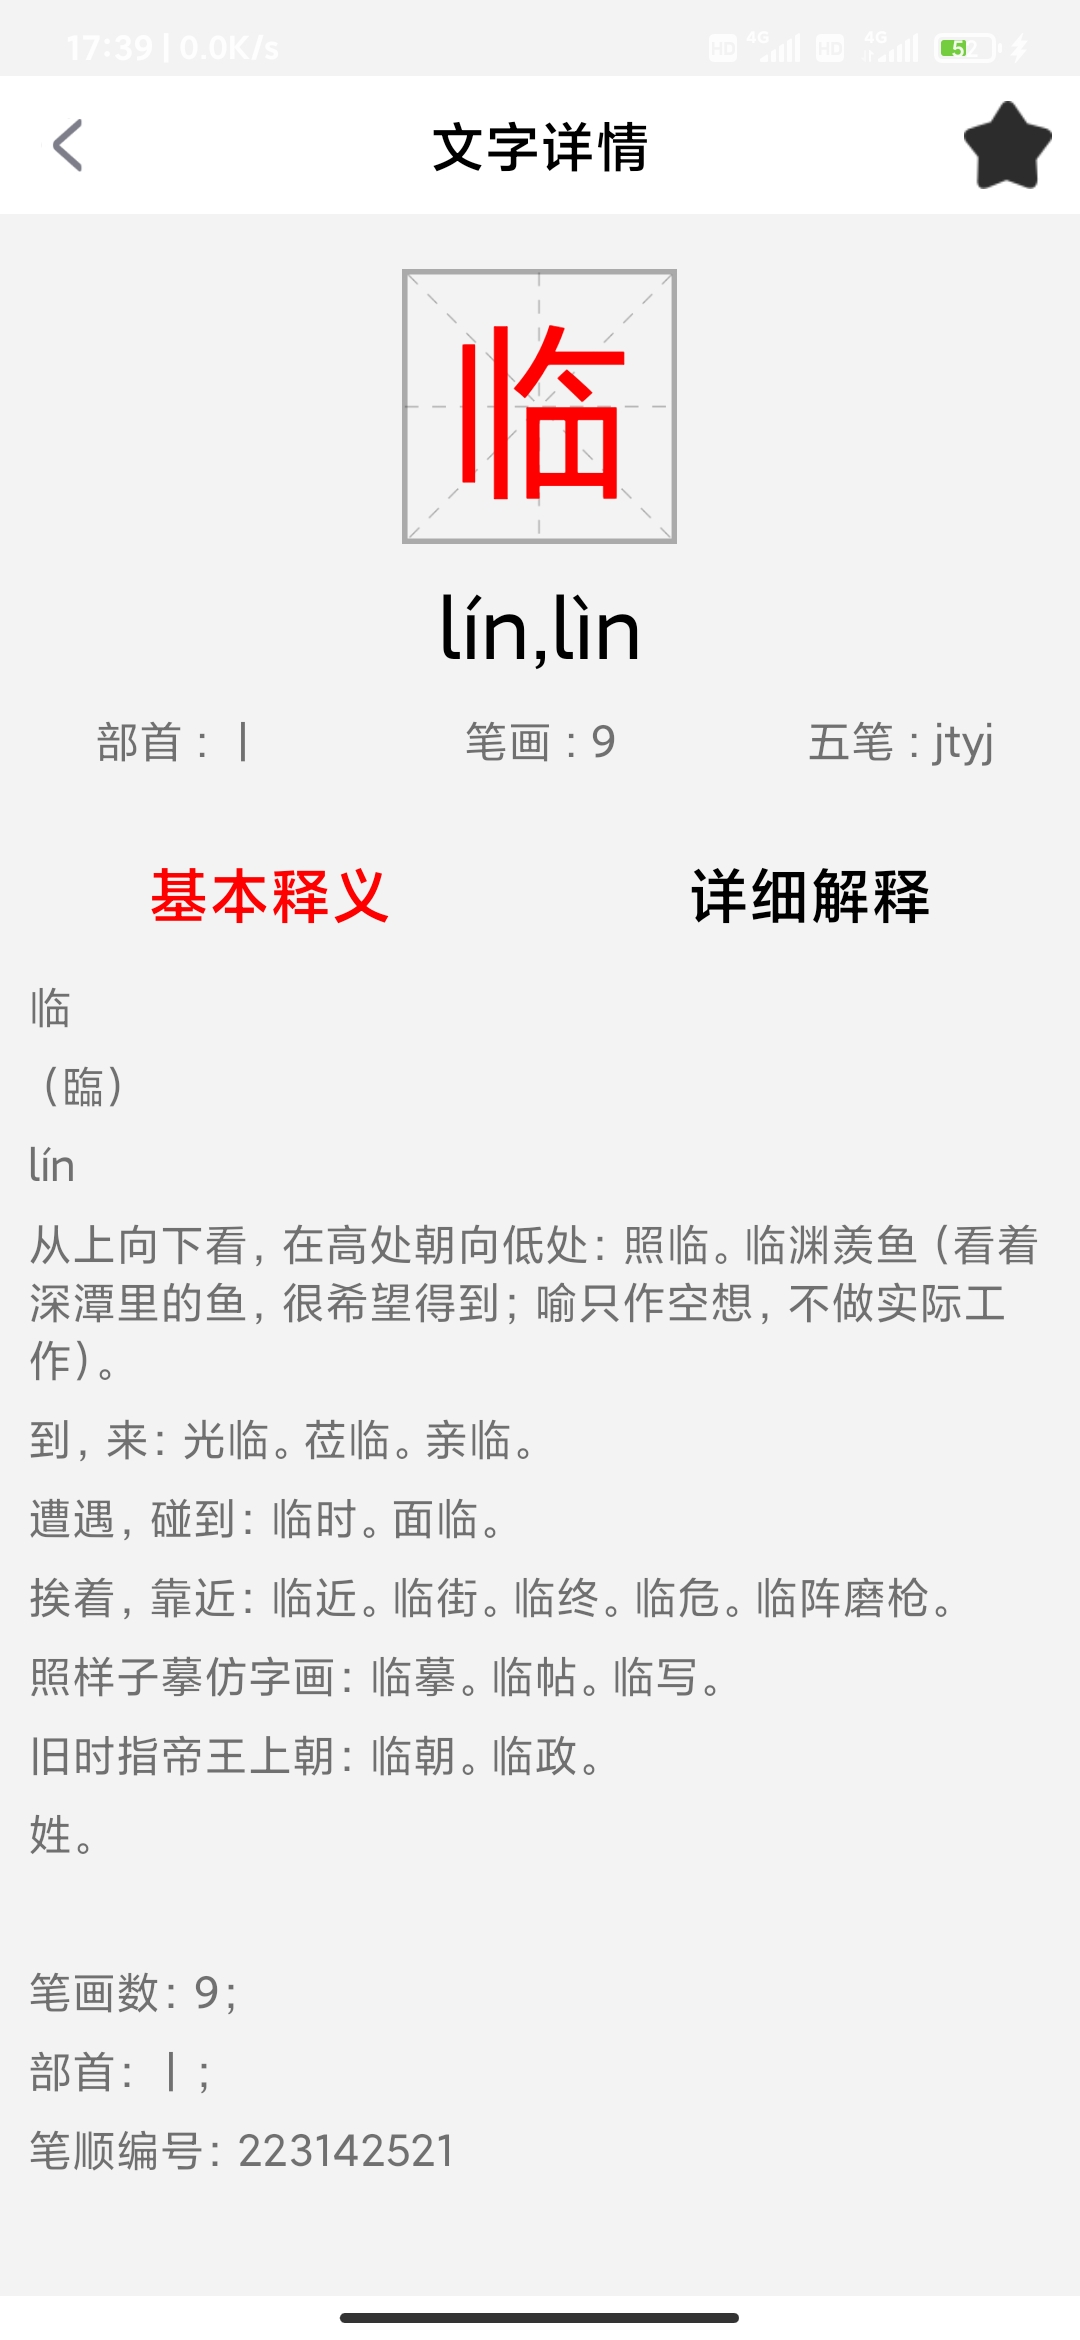 17:39 | 0.0K/s HD 4G HD 4G 52
文字详情
临
lín,lìn
部首：丨 笔画：9 五笔：jtyj
基本释义 详细解释
临
（臨）
lín
从上向下看，在高处朝向低处：照临。临渊羡鱼（看着
深潭里的鱼，很希望得到；喻只作空想，不做实际工
作）。
到，来：光临。莅临。亲临。
遭遇，碰到：临时。面临。
挨着，靠近：临近。临街。临终。临危。临阵磨枪。
照样子摹仿字画：临摹。临帖。临写。
旧时指帝王上朝：临朝。临政。
姓。
笔画数：9；
部首：丨；
笔顺编号：223142521